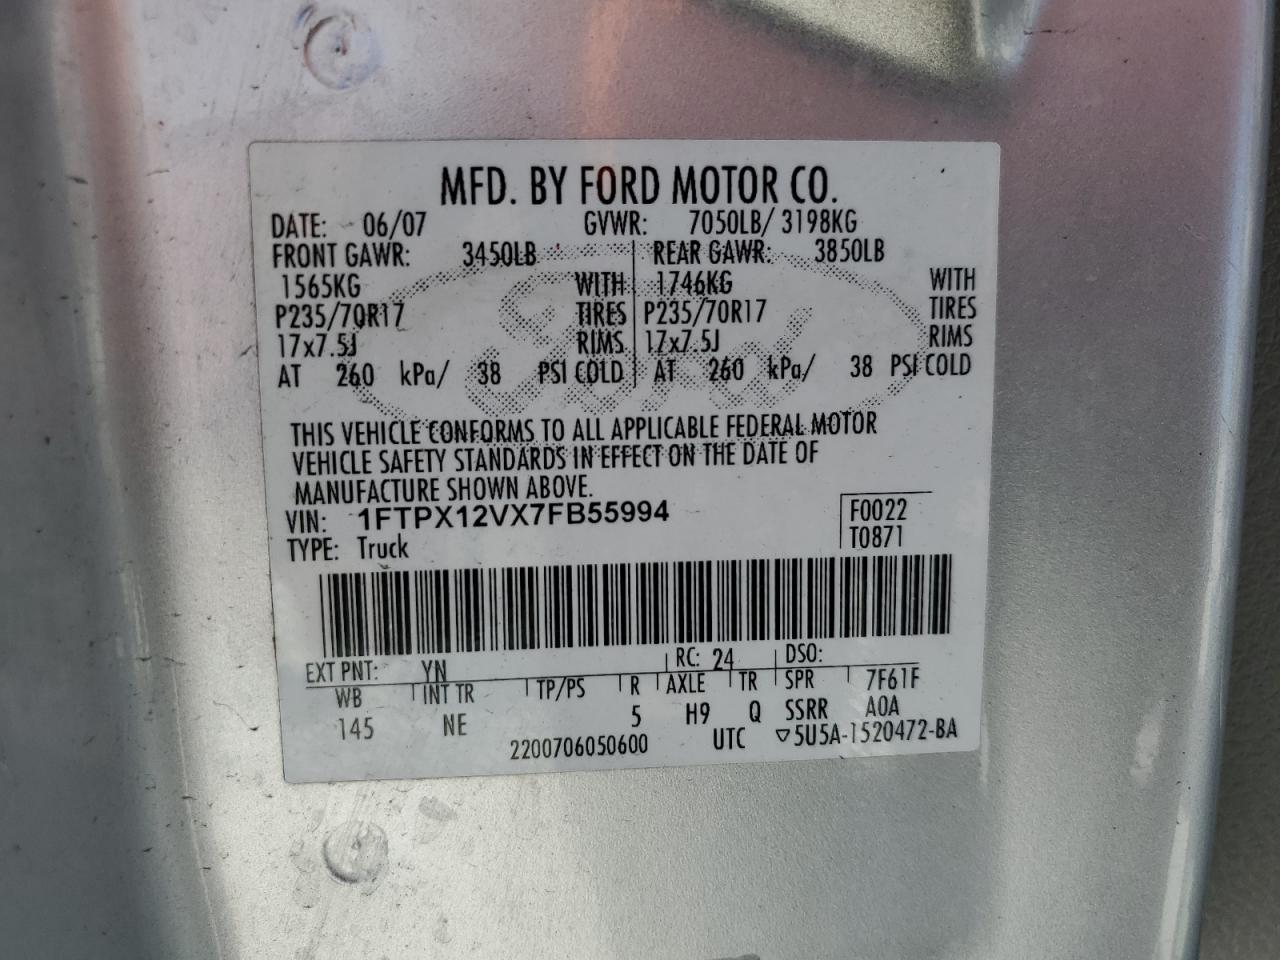 MFD. BY FORD MOTOR CO.
DATE: 06/07 GVWR: 7050LB/ 3198KG
FRONT GAWR: 3450LB REAR GAWR: 3850LB
1565KG WITH 1746KG WITH
P235/70R17 TIRES P235/70R17 TIRES
17x7.5J RIMS 17x7.5J RIMS
AT 260 kPa/ 38 PSI COLD AT 260 kPa/ 38 PSI COLD
THIS VEHICLE CONFORMS TO ALL APPLICABLE FEDERAL MOTOR
VEHICLE SAFETY STANDARDS IN EFFECT ON THE DATE OF
MANUFACTURE SHOWN ABOVE.
VIN: 1FTPX12VX7FB55994 F0022
TYPE: Truck T0871
EXT PNT: YN RC: 24 DSO:
WB INT TR TP/PS R AXLE TR SPR 7F61F
145 NE 5 H9 Q SSRR A0A
2200706050600 UTC ▽5U5A-1520472-BA